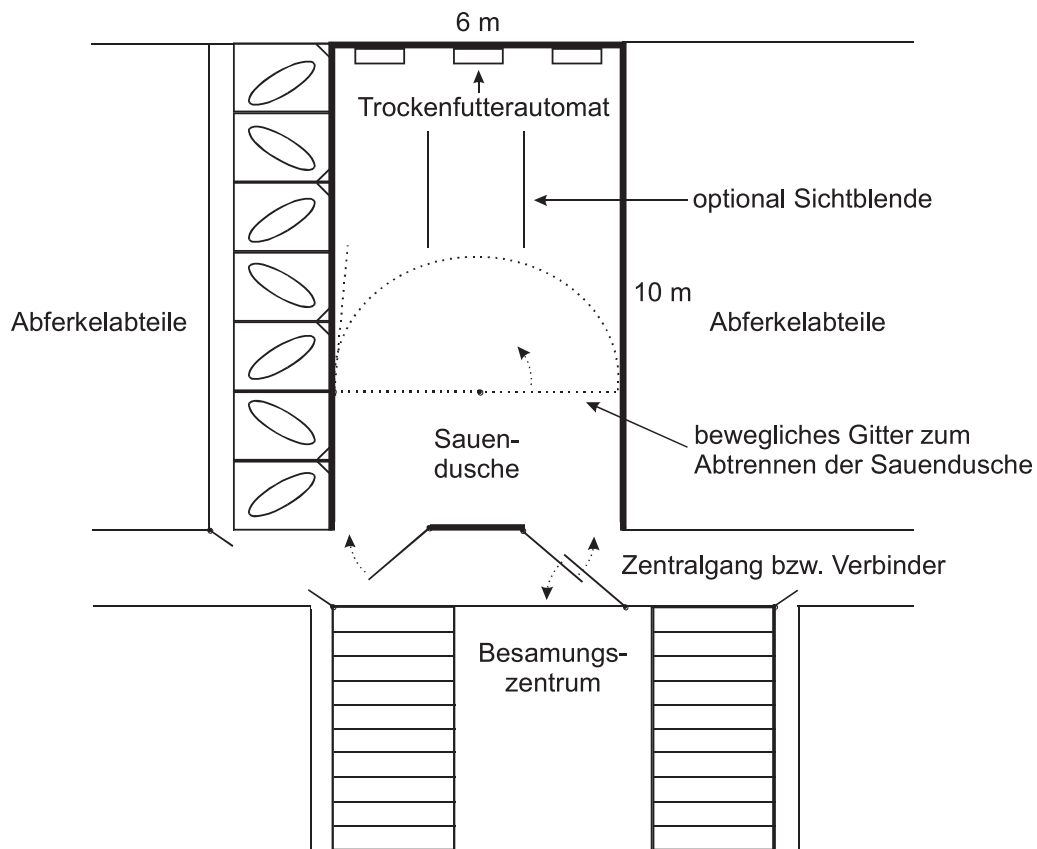 6 m
Trockenfutterautomat
optional Sichtblende
10 m
Abferkelabteile
Abferkelabteile
bewegliches Gitter zum
Abtrennen der Sauendusche
Sauen-
dusche
Zentralgang bzw. Verbinder
Besamungs-
zentrum